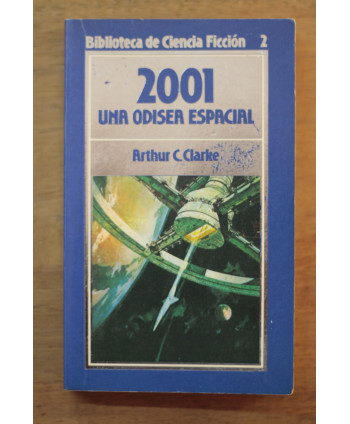 Biblioteca de Ciencia Ficción 2
2001
UNA ODISEA ESPACIAL
Arthur C. Clarke